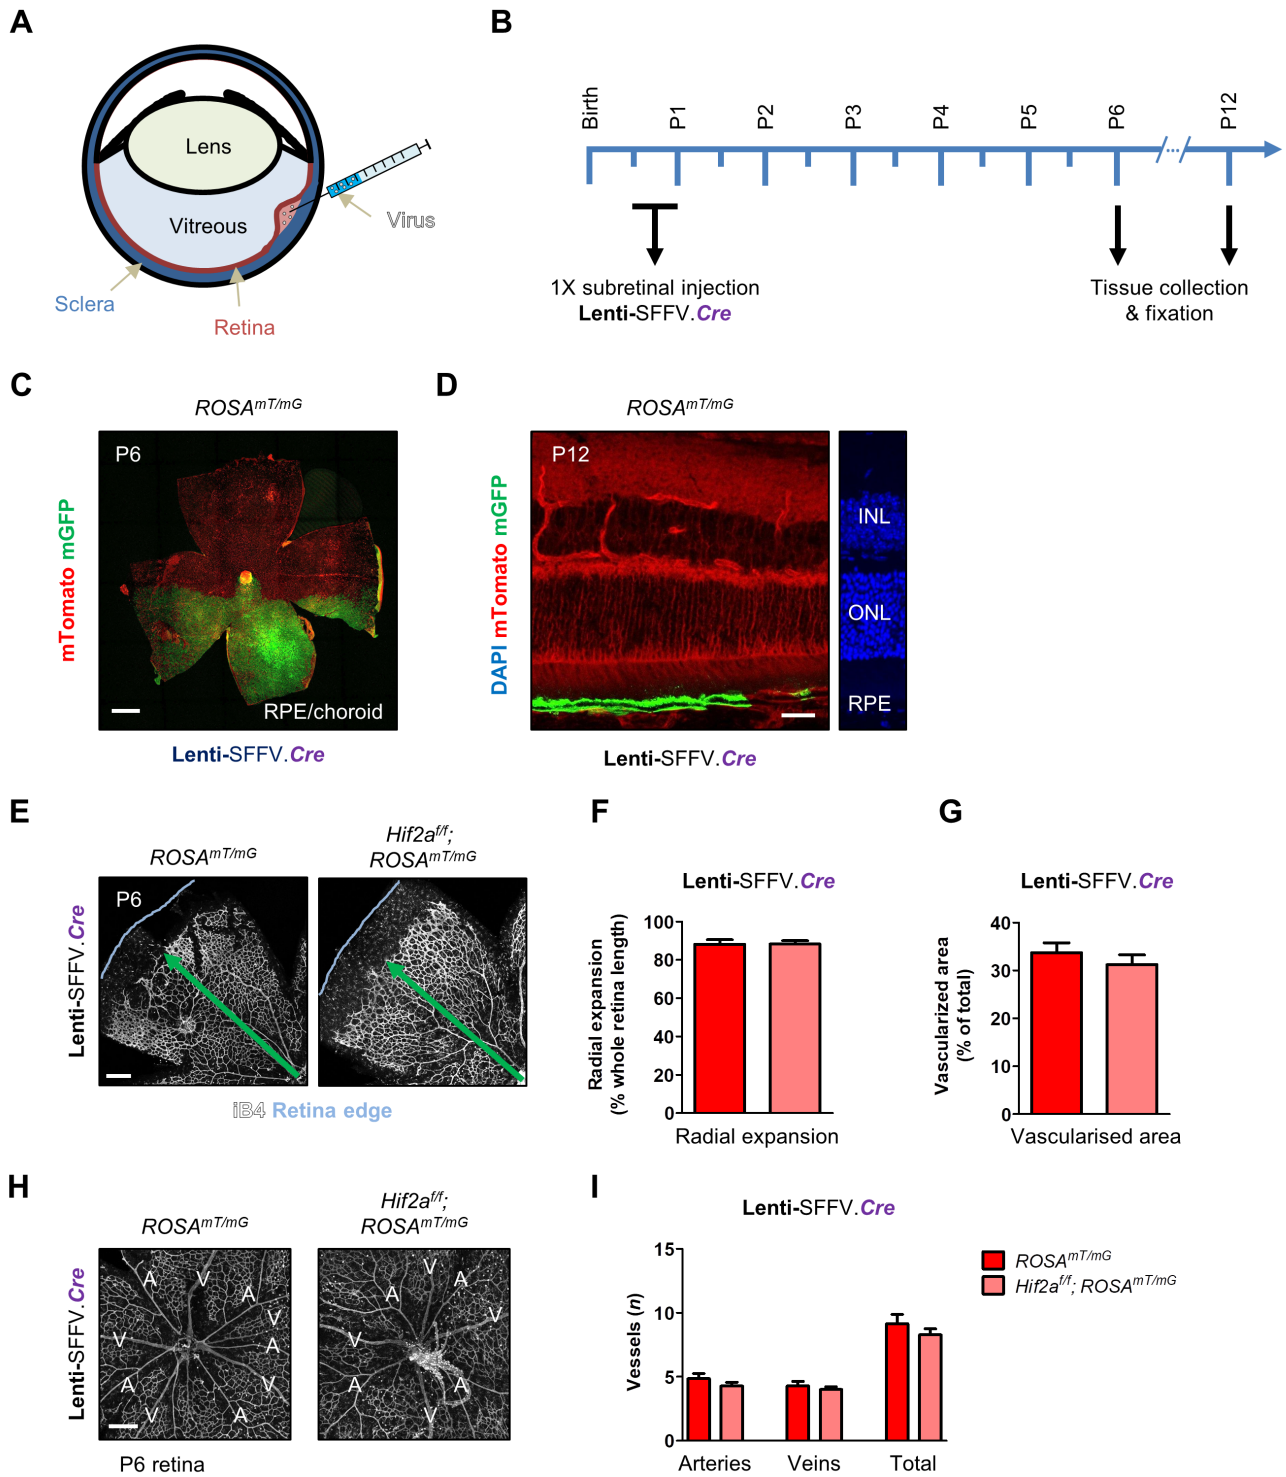 A
Lens
Vitreous
Virus
Sclera
Retina
B
Birth
P1
P2
P3
P4
P5
P6
...
P12
1X subretinal injection
Lenti-SFFV.Cre
Tissue collection
& fixation
C
ROSAmT/mG
mTomato mGFP
P6
RPE/choroid
Lenti-SFFV.Cre
D
ROSAmT/mG
DAPI mTomato mGFP
P12
INL
ONL
RPE
Lenti-SFFV.Cre
E
ROSAmT/mG
Hif2af/f;
ROSAmT/mG
Lenti-SFFV.Cre
P6
iB4 Retina edge
F
Lenti-SFFV.Cre
Radial expansion
(% whole retina length)
100
80
60
40
20
0
Radial expansion
G
Lenti-SFFV.Cre
Vascularized area
(% of total)
40
30
20
10
0
Vascularised area
H
ROSAmT/mG
Hif2af/f;
ROSAmT/mG
Lenti-SFFV.Cre
A
V
A
V
A
V
A
V
A
V
V
A
A
V
V
A
A
V
P6 retina
I
Lenti-SFFV.Cre
Vessels (n)
15
10
5
0
Arteries
Veins
Total
ROSAmT/mG
Hif2af/f; ROSAmT/mG